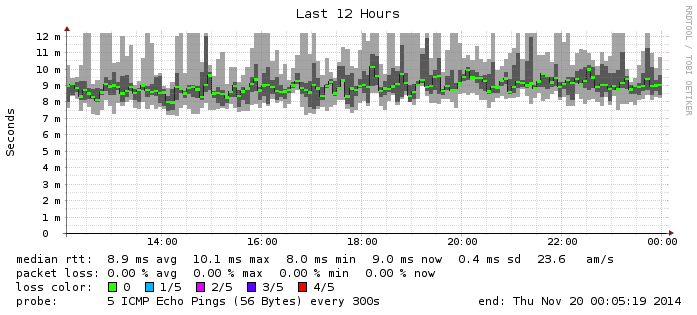 Last 12 Hours
RRDTOOL / TOBI OETIKER
Seconds
12 m
11 m
10 m
9 m
8 m
7 m
6 m
5 m
4 m
3 m
2 m
1 m
0
14:00 16:00 18:00 20:00 22:00 00:00
median rtt: 8.9 ms avg 10.1 ms max 8.0 ms min 9.0 ms now 0.4 ms sd 23.6 am/s
packet loss: 0.00 % avg 0.00 % max 0.00 % min 0.00 % now
loss color: 0 1/5 2/5 3/5 4/5
probe: 5 ICMP Echo Pings (56 Bytes) every 300s end: Thu Nov 20 00:05:19 2014